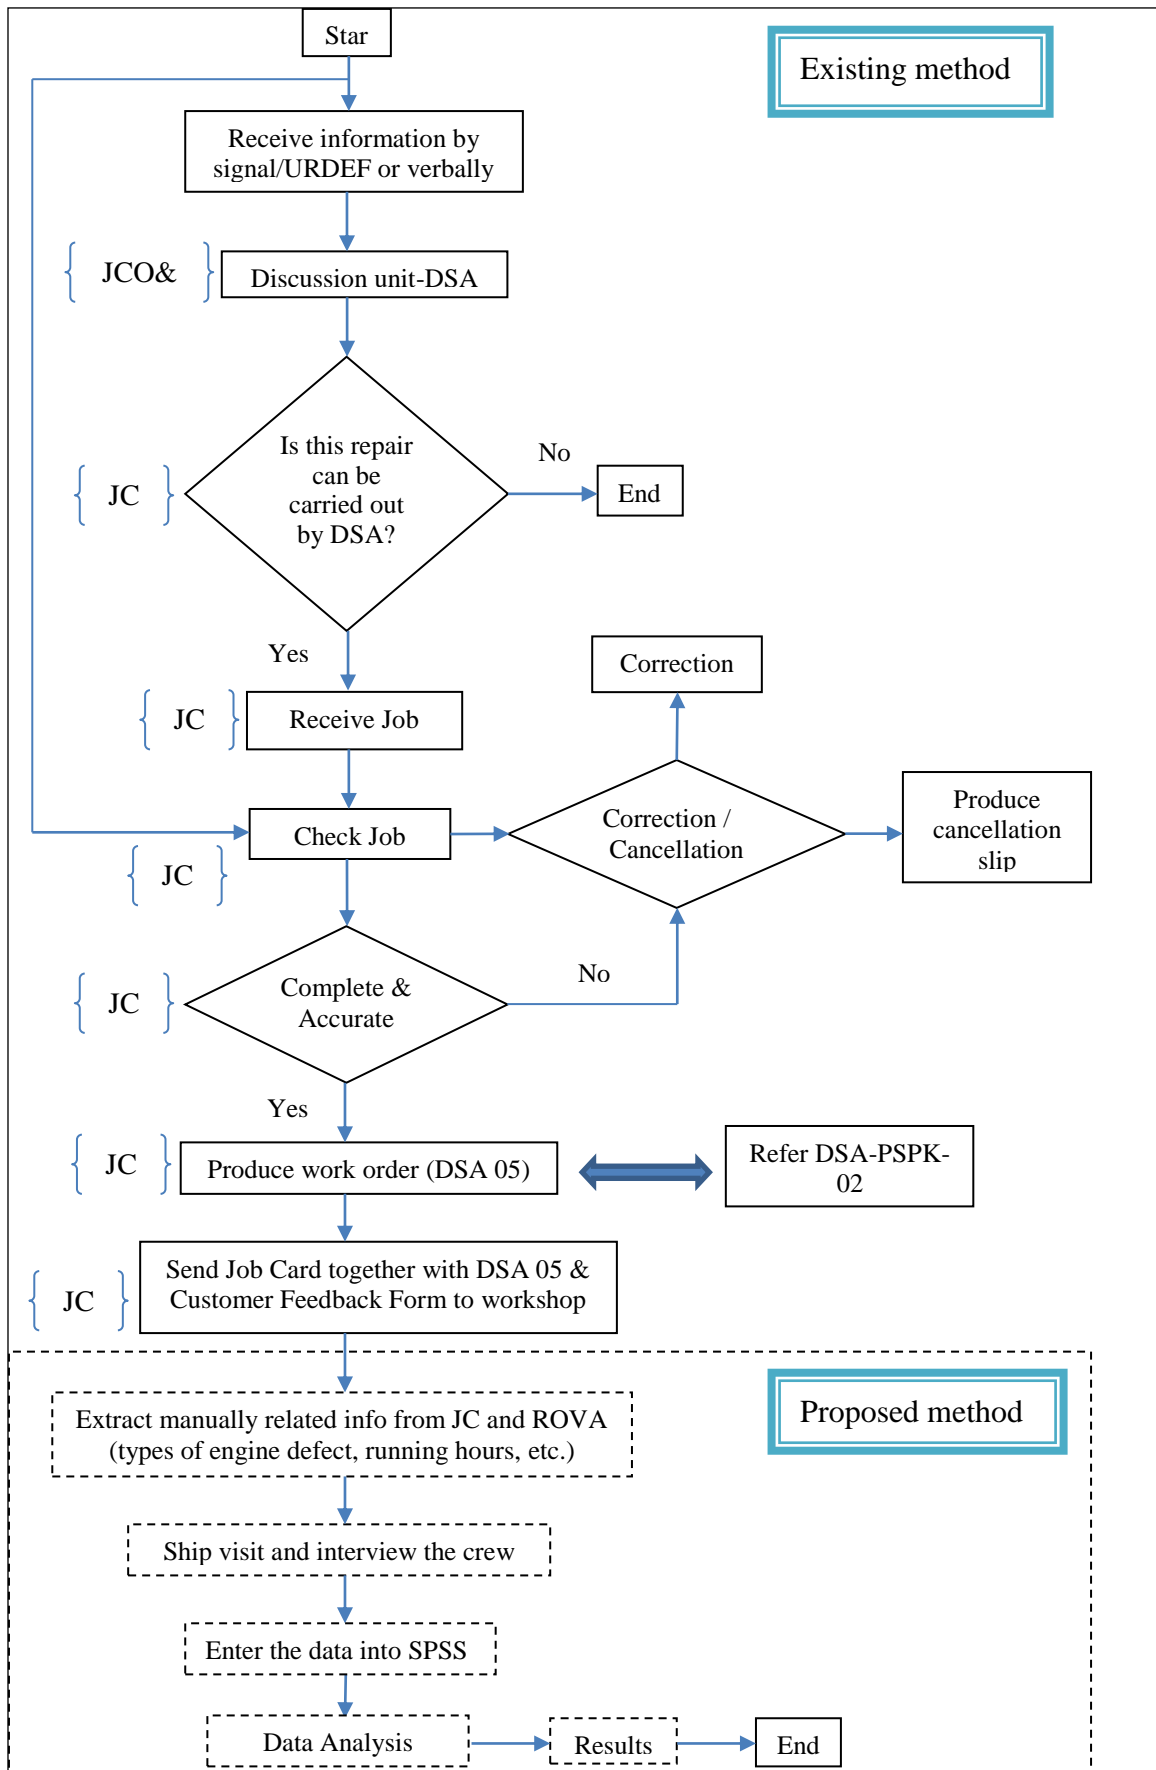 Star
Existing method
Receive information by
signal/URDEF or verbally
JCO&
Discussion unit-DSA
Is this repair
can be
carried out
by DSA?
JC
No
End
Yes
Correction
JC
Receive Job
Produce
cancellation
slip
Check Job
Correction /
Cancellation
JC
Complete &
Accurate
No
JC
Yes
JC
Produce work order (DSA 05)
Refer DSA-PSPK-
02
Send Job Card together with DSA 05 &
Customer Feedback Form to workshop
JC
Proposed method
Extract manually related info from JC and ROVA
(types of engine defect, running hours, etc.)
Ship visit and interview the crew
Enter the data into SPSS
Data Analysis
Results
End